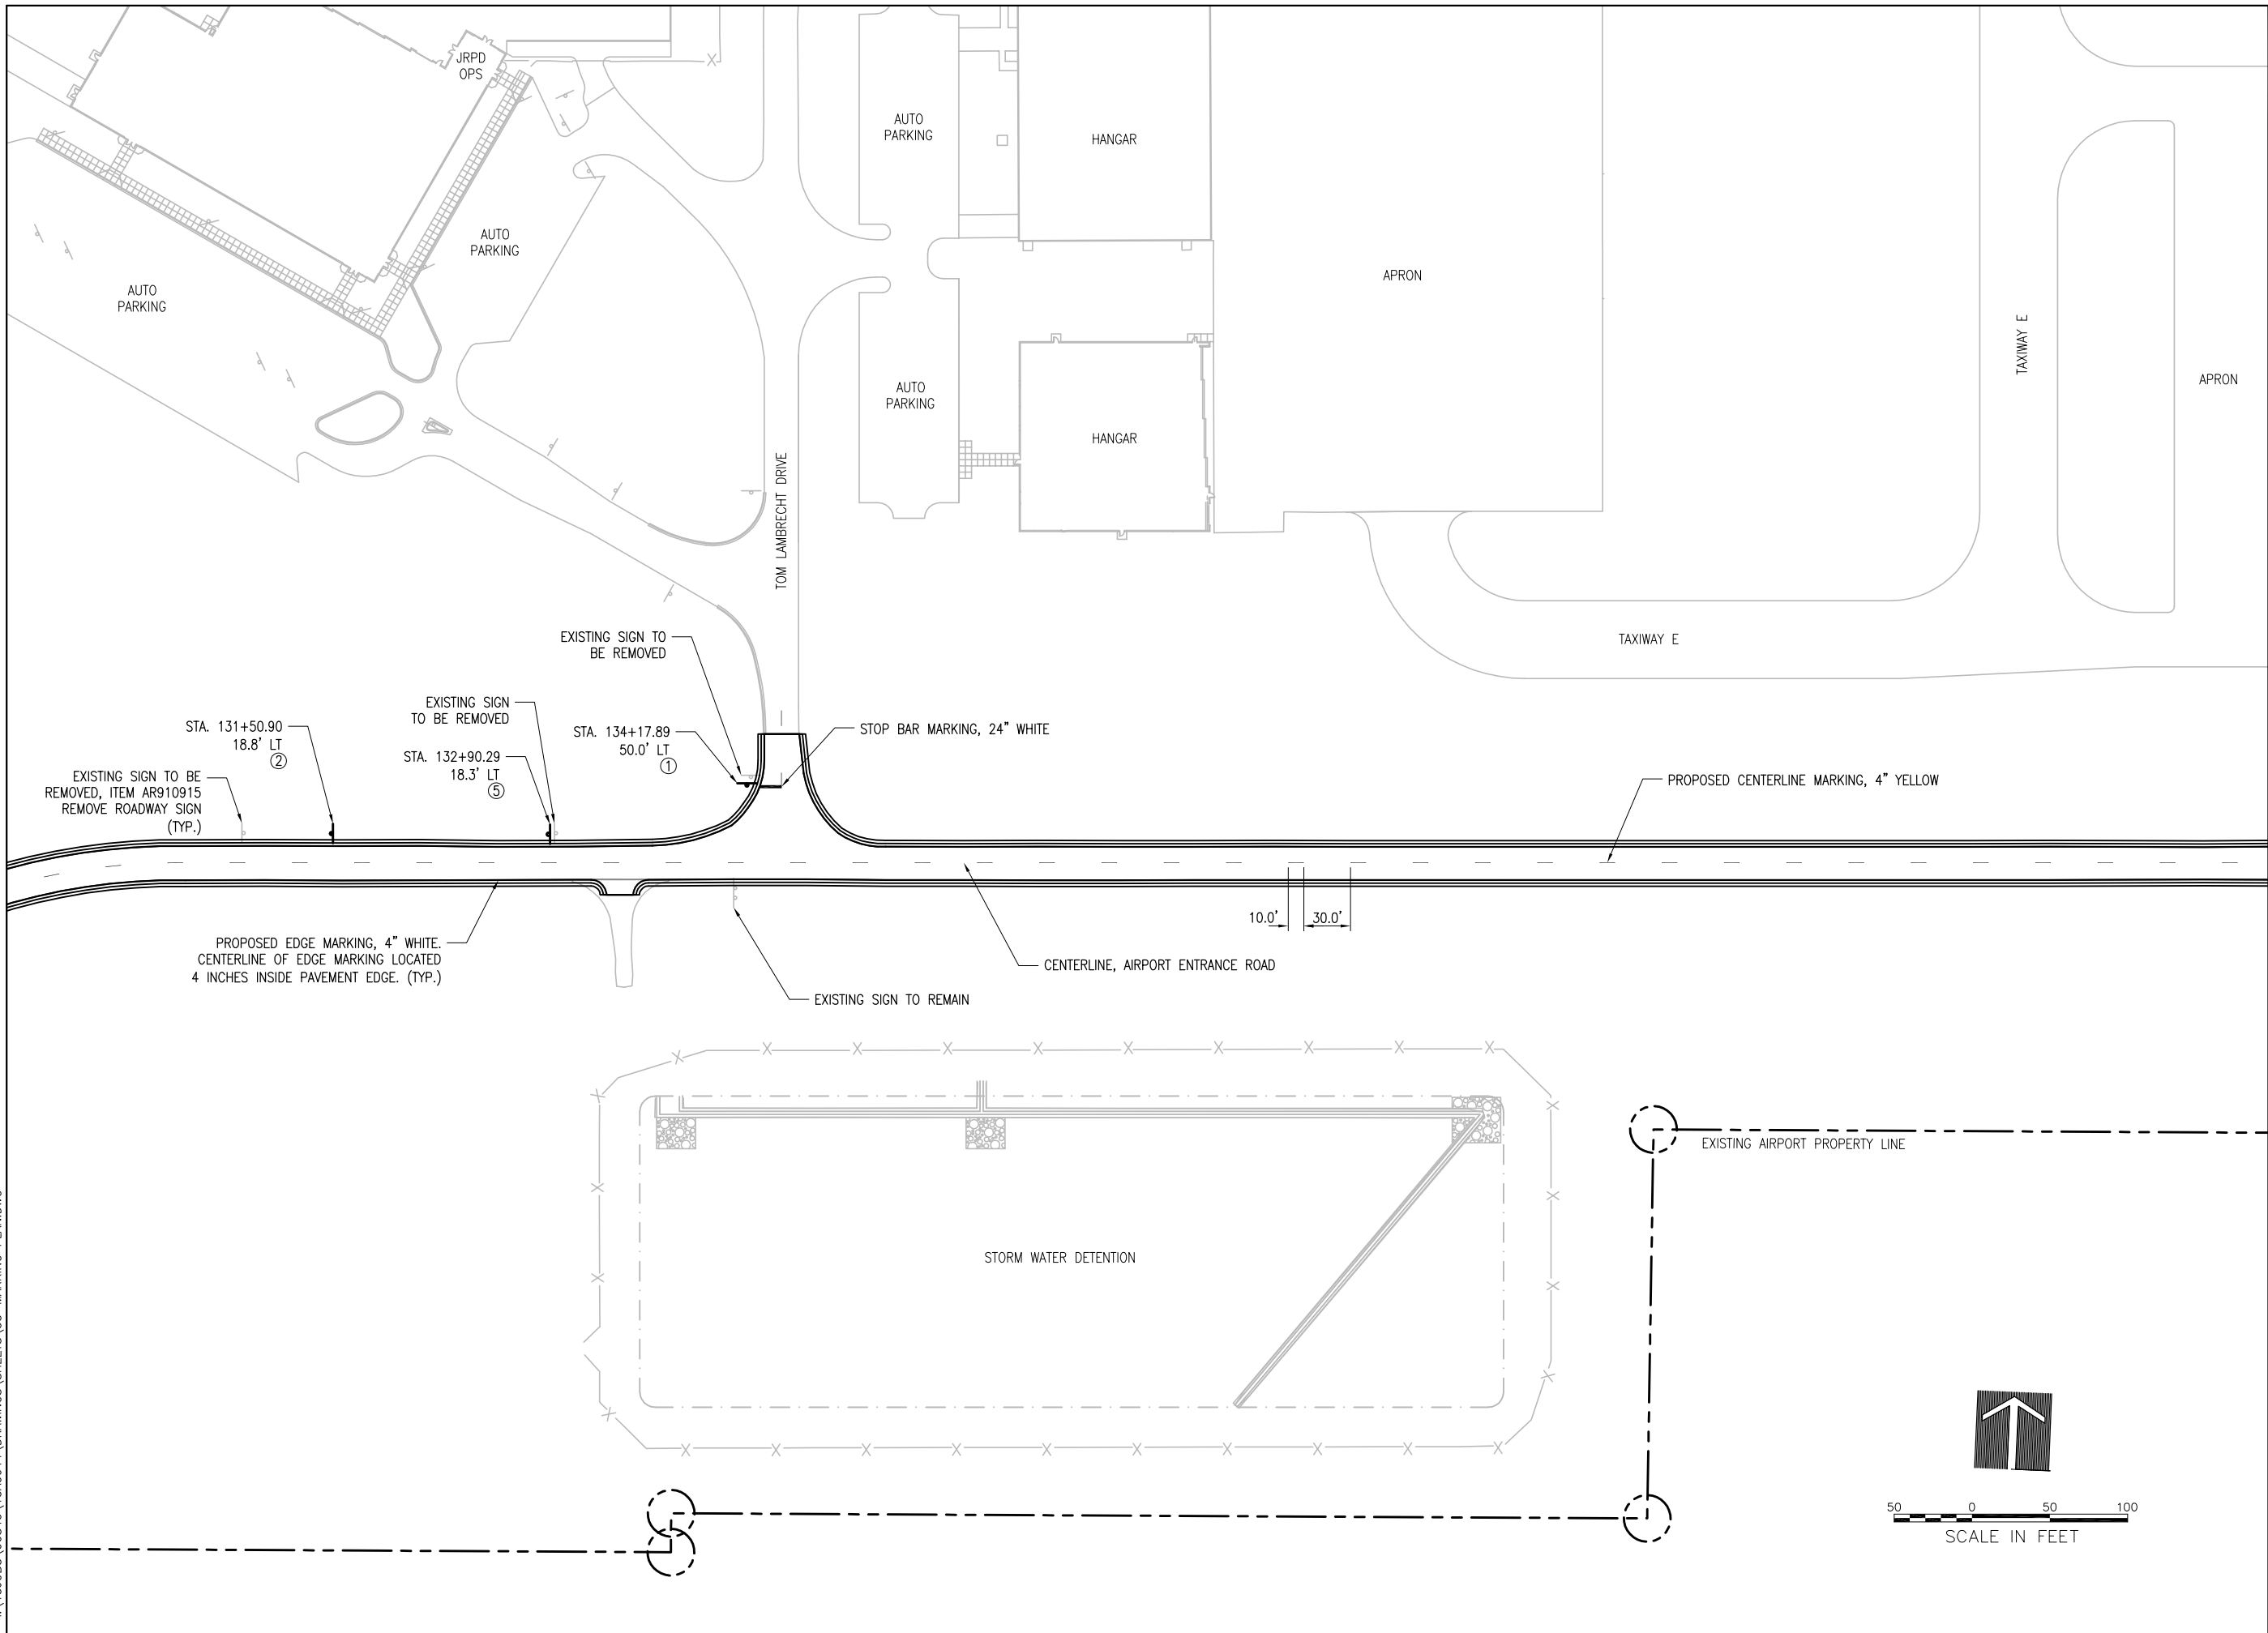 JRPD
OPS
AUTO
PARKING
HANGAR
AUTO
PARKING
AUTO
PARKING
APRON
TAXIWAY E
APRON
AUTO
PARKING
HANGAR
TOM LAMBRECHT DRIVE
TAXIWAY E
EXISTING SIGN TO
BE REMOVED
EXISTING SIGN
TO BE REMOVED
STA. 131+50.90
18.8' LT
②
STA. 134+17.89
50.0' LT
①
STOP BAR MARKING, 24" WHITE
STA. 132+90.29
18.3' LT
⑤
EXISTING SIGN TO BE
REMOVED, ITEM AR910915
REMOVE ROADWAY SIGN
(TYP.)
PROPOSED CENTERLINE MARKING, 4" YELLOW
10.0' 30.0'
PROPOSED EDGE MARKING, 4" WHITE.
CENTERLINE OF EDGE MARKING LOCATED
4 INCHES INSIDE PAVEMENT EDGE. (TYP.)
CENTERLINE, AIRPORT ENTRANCE ROAD
EXISTING SIGN TO REMAIN
EXISTING AIRPORT PROPERTY LINE
STORM WATER DETENTION
50 0 50 100
SCALE IN FEET